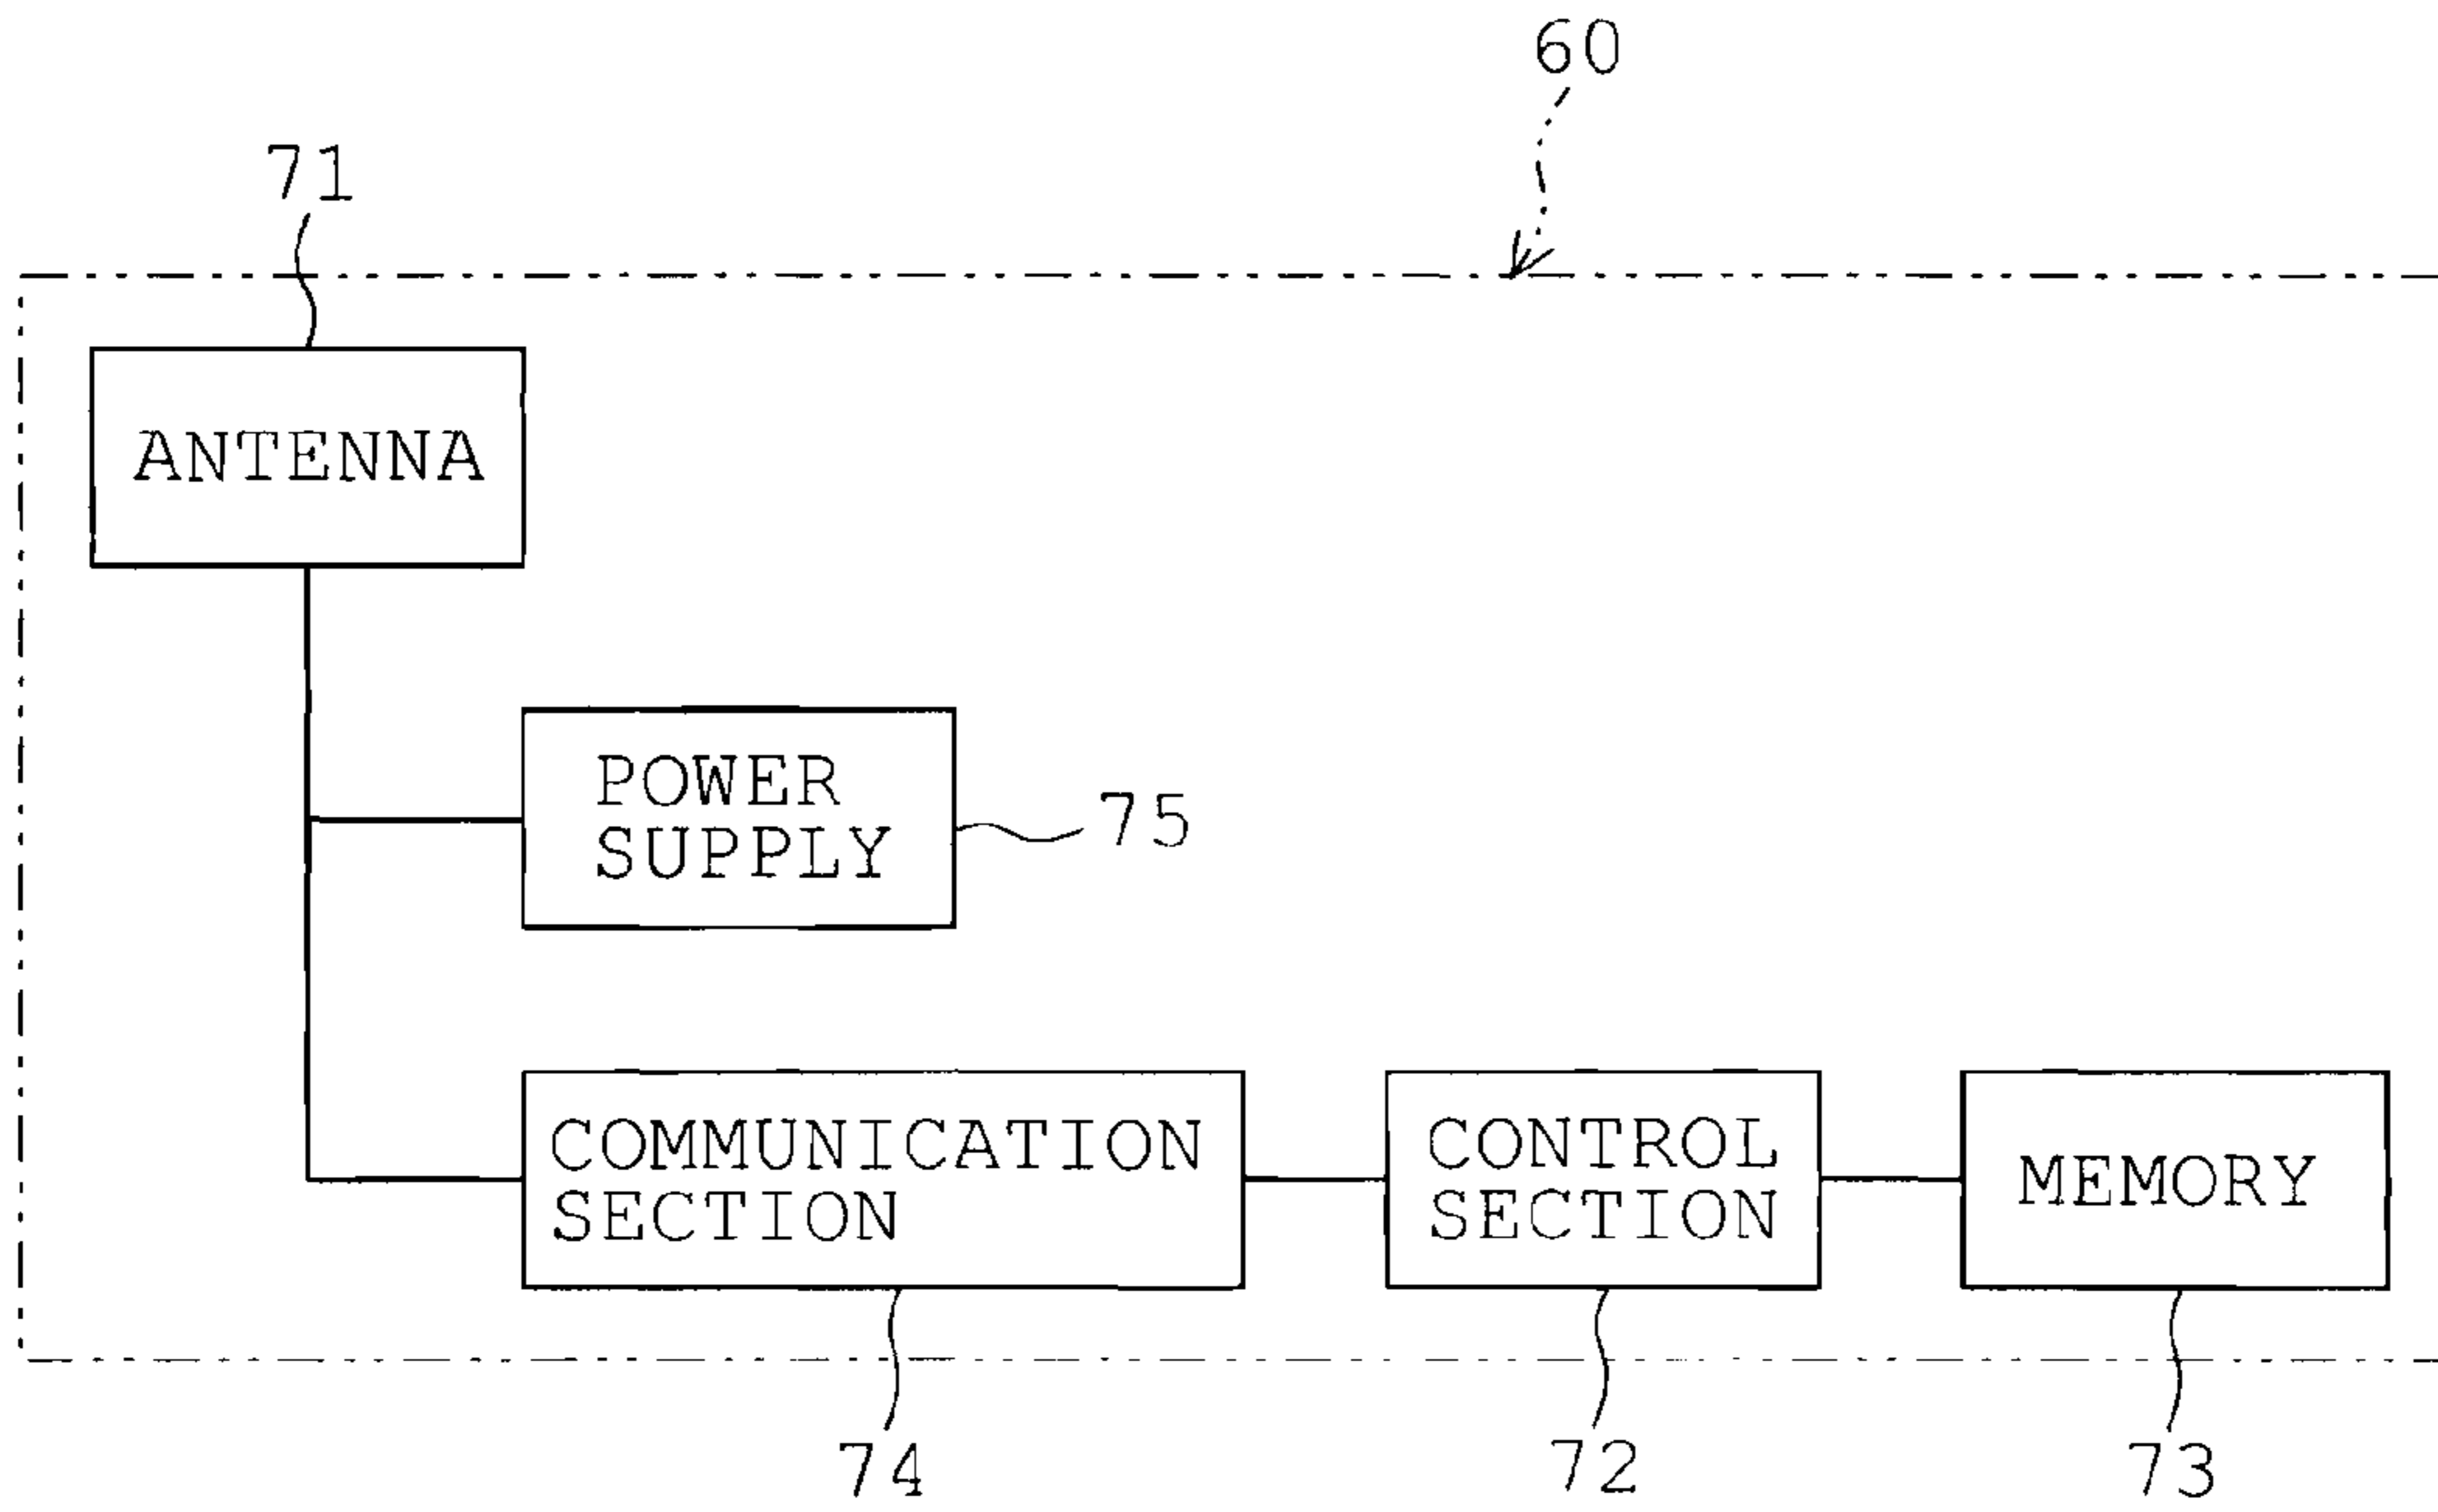 60
71
ANTENNA
POWER
SUPPLY
75
COMMUNICATION
SECTION
CONTROL
SECTION
MEMORY
74
72
73